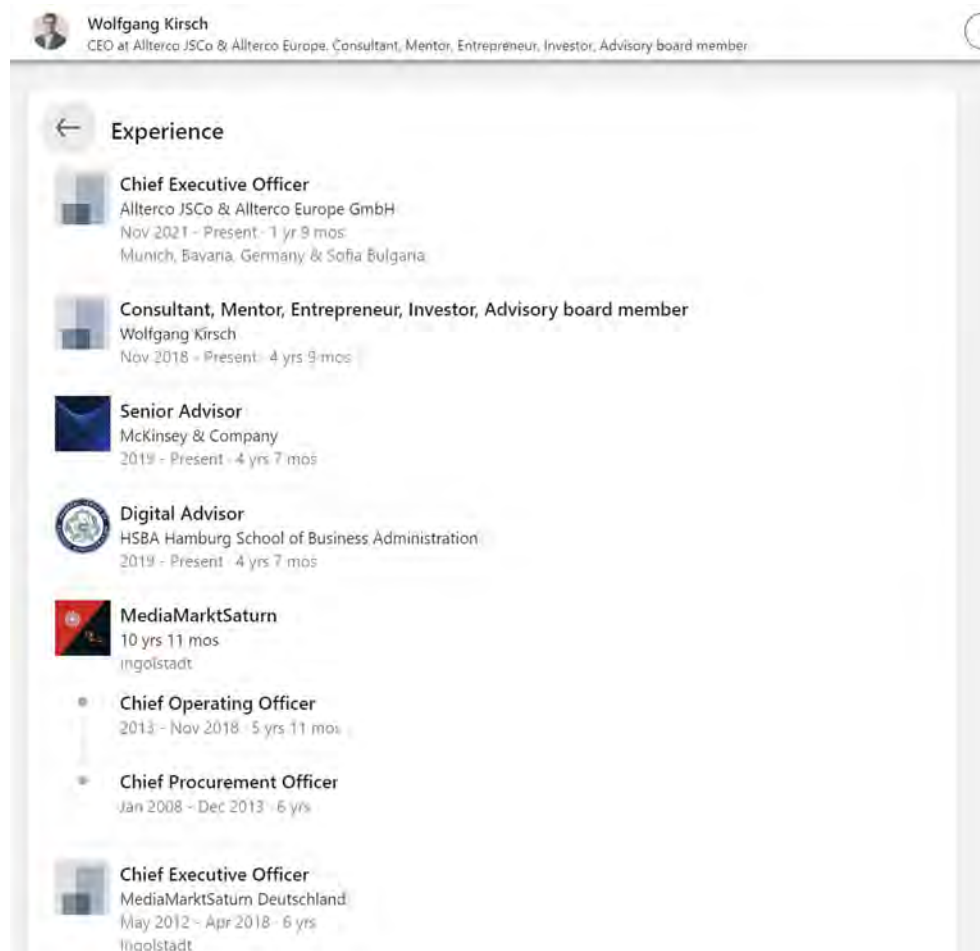 Wolfgang Kirsch
CEO at Allterco JSCo & Allterco Europe. Consultant, Mentor, Entrepreneur, Investor, Advisory board member
Experience
Chief Executive Officer
Allterco JSCo & Allterco Europe GmbH
Nov 2021 - Present · 1 yr 9 mos
Munich, Bavaria, Germany & Sofia Bulgaria
Consultant, Mentor, Entrepreneur, Investor, Advisory board member
Wolfgang Kirsch
Nov 2018 - Present · 4 yrs 9 mos
Senior Advisor
McKinsey & Company
2019 - Present · 4 yrs 7 mos
Digital Advisor
HSBA Hamburg School of Business Administration
2019 - Present · 4 yrs 7 mos
MediaMarktSaturn
10 yrs 11 mos
Ingolstadt
Chief Operating Officer
2013 - Nov 2018 · 5 yrs 11 mos
Chief Procurement Officer
Jan 2008 - Dec 2013 · 6 yrs
Chief Executive Officer
MediaMarktSaturn Deutschland
May 2012 - Apr 2018 · 6 yrs
Ingolstadt